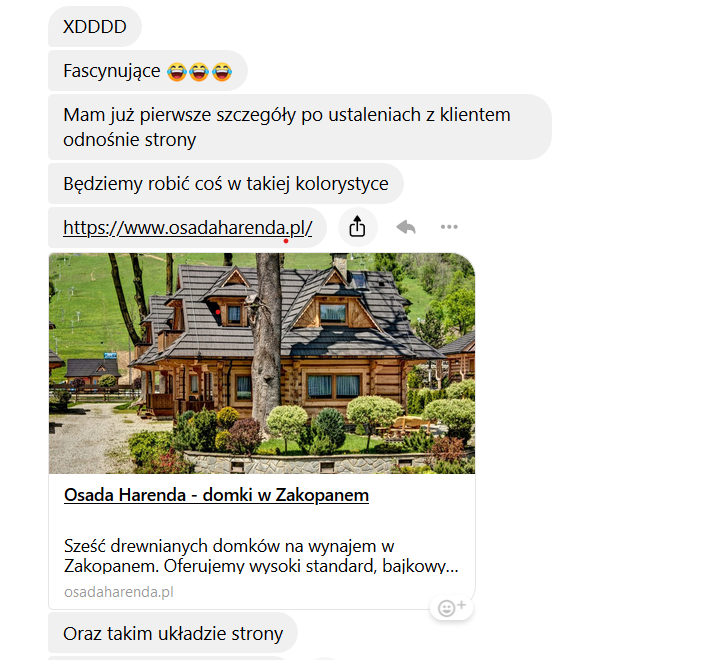 XDDDD
Fascynujące 😂😂😂
Mam już pierwsze szczegóły po ustaleniach z klientem
odnośnie strony
Będziemy robić coś w takiej kolorystyce
https://www.osadaharenda.pl/
Osada Harenda - domki w Zakopanem
Sześć drewnianych domków na wynajem w
Zakopanem. Oferujemy wysoki standard, bajkowy...
osadaharenda.pl
Oraz takim układzie strony